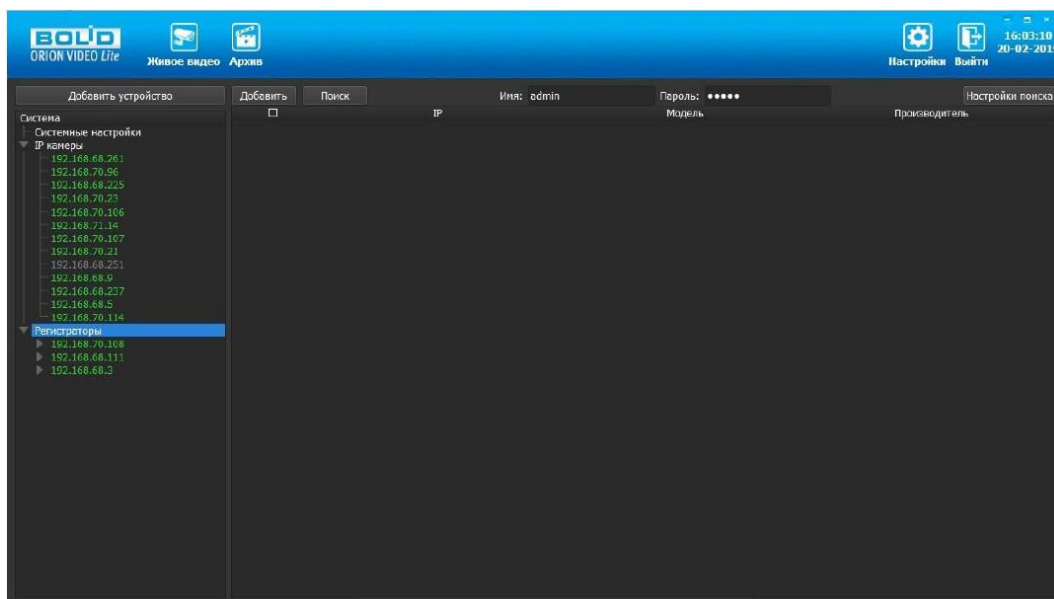 BOLID
ORION VIDEO Lite
Живое видео
Архив
Настройки
Выйти
16:03:10
20-02-201
Добавить устройство
Добавить
Поиск
Имя: admin
Пароль: •••••
Настройки поиска
Система
IP
Модель
Производитель
Системные настройки
IP камеры
192.168.68.261
192.168.70.96
192.168.68.225
192.168.70.23
192.168.70.106
192.168.71.14
192.168.70.107
192.168.70.21
192.168.68.251
192.168.68.9
192.168.68.237
192.168.68.5
192.168.70.114
Регистраторы
192.168.70.108
192.168.68.111
192.168.68.3